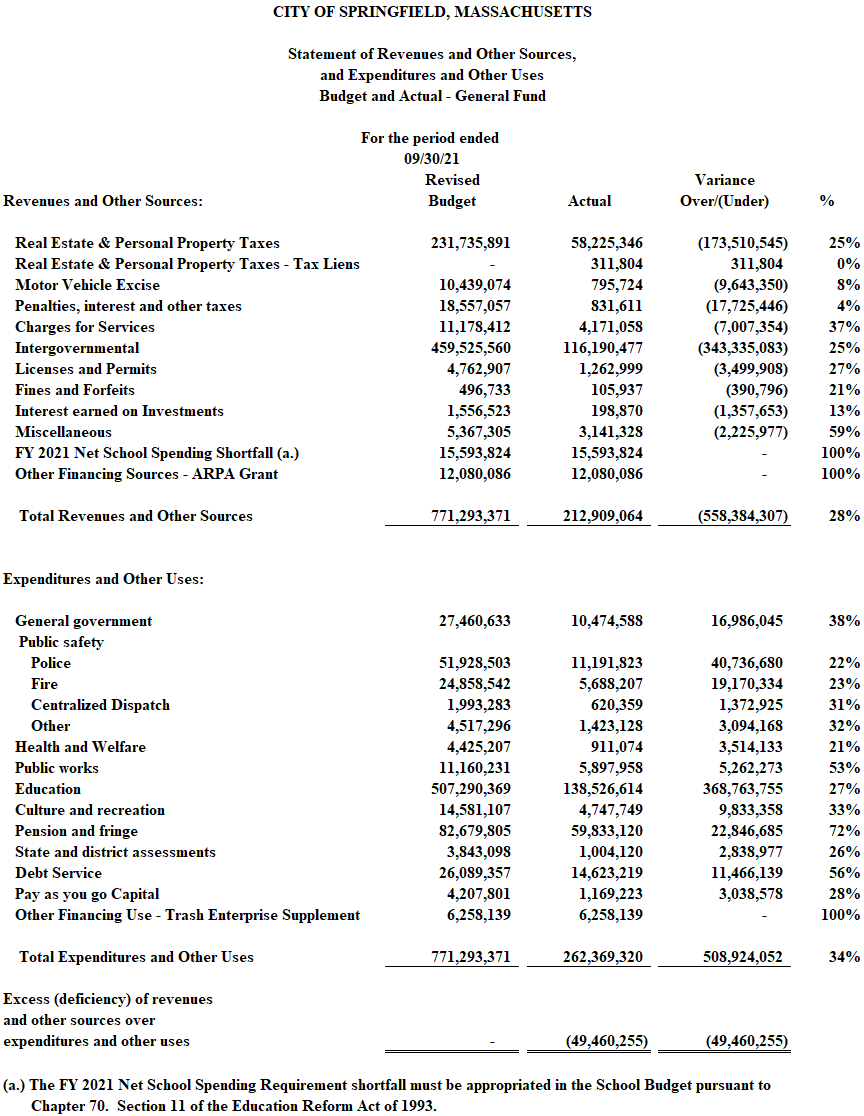 CITY OF SPRINGFIELD, MASSACHUSETTS
Statement of Revenues and Other Sources,
and Expenditures and Other Uses
Budget and Actual - General Fund
For the period ended
09/30/21
Revised Variance
Revenues and Other Sources: Budget Actual Over/(Under) %
Real Estate & Personal Property Taxes 231,735,891 58,225,346 (173,510,545) 25%
Real Estate & Personal Property Taxes - Tax Liens - 311,804 311,804 0%
Motor Vehicle Excise 10,439,074 795,724 (9,643,350) 8%
Penalties, interest and other taxes 18,557,057 831,611 (17,725,446) 4%
Charges for Services 11,178,412 4,171,058 (7,007,354) 37%
Intergovernmental 459,525,560 116,190,477 (343,335,083) 25%
Licenses and Permits 4,762,907 1,262,999 (3,499,908) 27%
Fines and Forfeits 496,733 105,937 (390,796) 21%
Interest earned on Investments 1,556,523 198,870 (1,357,653) 13%
Miscellaneous 5,367,305 3,141,328 (2,225,977) 59%
FY 2021 Net School Spending Shortfall (a.) 15,593,824 15,593,824 - 100%
Other Financing Sources - ARPA Grant 12,080,086 12,080,086 - 100%
Total Revenues and Other Sources 771,293,371 212,909,064 (558,384,307) 28%
Expenditures and Other Uses:
General government 27,460,633 10,474,588 16,986,045 38%
Public safety
Police 51,928,503 11,191,823 40,736,680 22%
Fire 24,858,542 5,688,207 19,170,334 23%
Centralized Dispatch 1,993,283 620,359 1,372,925 31%
Other 4,517,296 1,423,128 3,094,168 32%
Health and Welfare 4,425,207 911,074 3,514,133 21%
Public works 11,160,231 5,897,958 5,262,273 53%
Education 507,290,369 138,526,614 368,763,755 27%
Culture and recreation 14,581,107 4,747,749 9,833,358 33%
Pension and fringe 82,679,805 59,833,120 22,846,685 72%
State and district assessments 3,843,098 1,004,120 2,838,977 26%
Debt Service 26,089,357 14,623,219 11,466,139 56%
Pay as you go Capital 4,207,801 1,169,223 3,038,578 28%
Other Financing Use - Trash Enterprise Supplement 6,258,139 6,258,139 - 100%
Total Expenditures and Other Uses 771,293,371 262,369,320 508,924,052 34%
Excess (deficiency) of revenues
and other sources over
expenditures and other uses - (49,460,255) (49,460,255)
(a.) The FY 2021 Net School Spending Requirement shortfall must be appropriated in the School Budget pursuant to
Chapter 70. Section 11 of the Education Reform Act of 1993.